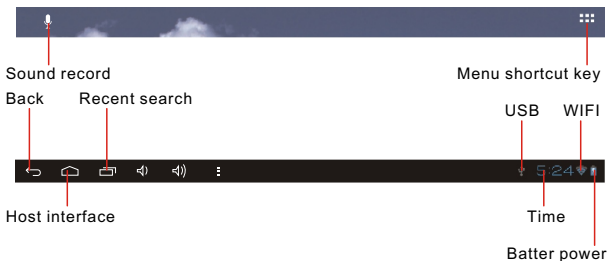 Sound record
Menu shortcut key
Back
Recent search
USB
WIFI
5:24
Host interface
Time
Batter power